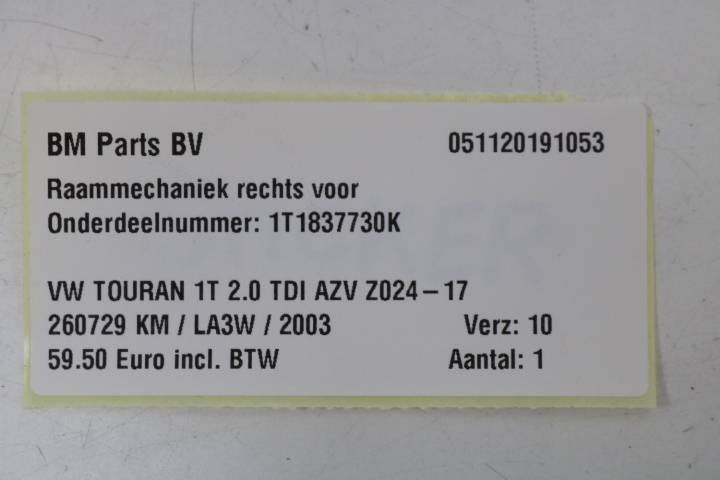 BM Parts BV 051120191053
Raammechaniek rechts voor
Onderdeelnummer: 1T1837730K
VW TOURAN 1T 2.0 TDI AZV Z024-17
260729 KM / LA3W / 2003 Verz: 10
59.50 Euro incl. BTW Aantal: 1